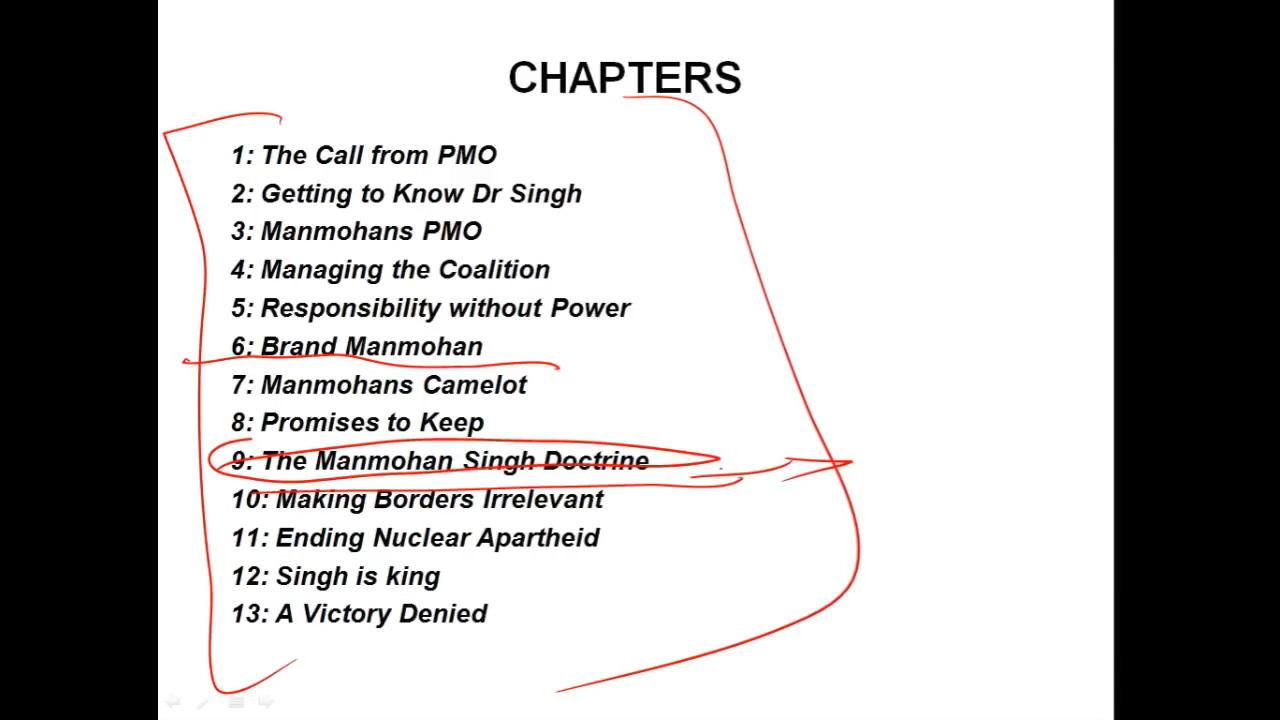 CHAPTERS
1: The Call from PMO
2: Getting to Know Dr Singh
3: Manmohans PMO
4: Managing the Coalition
5: Responsibility without Power
6: Brand Manmohan
7: Manmohans Camelot
8: Promises to Keep
9: The Manmohan Singh Doctrine
10: Making Borders Irrelevant
11: Ending Nuclear Apartheid
12: Singh is king
13: A Victory Denied